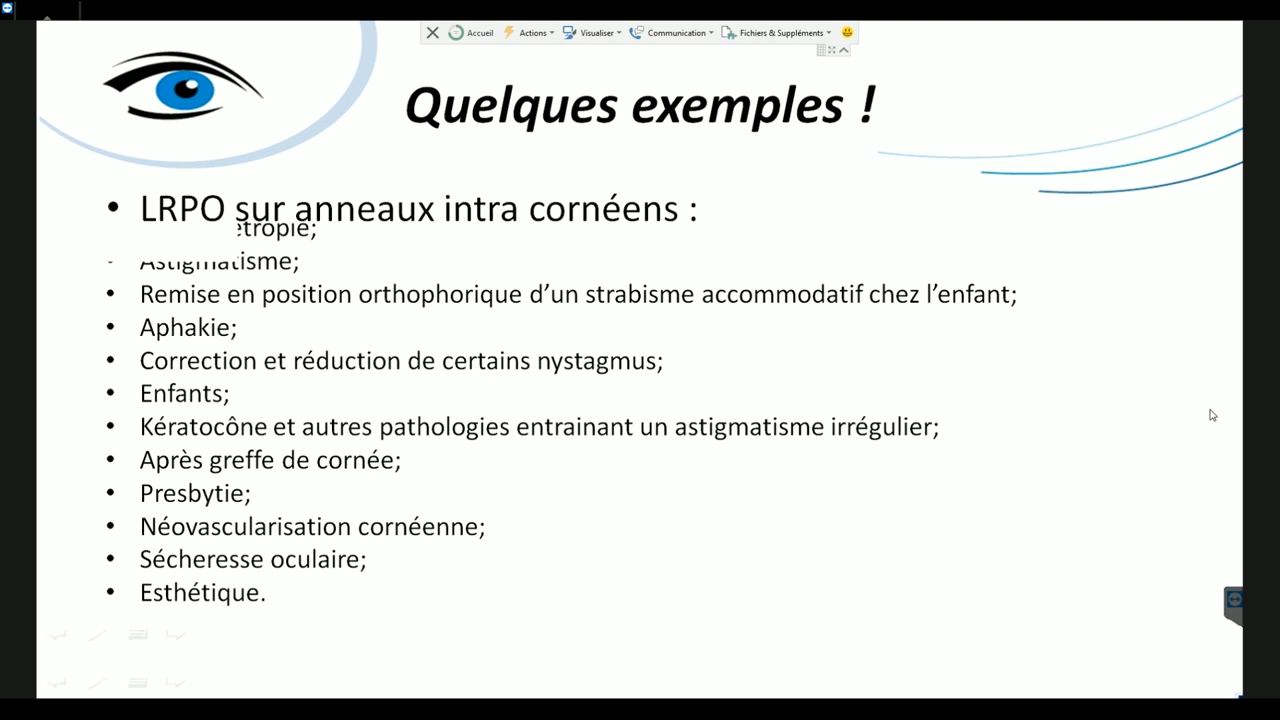 Accueil Actions Visualiser Communication Fichiers & Suppléments
Quelques exemples !
• LRPO sur anneaux intra cornéens :
Astigmatisme;
• Remise en position orthophorique d’un strabisme accommodatif chez l’enfant;
• Aphakie;
• Correction et réduction de certains nystagmus;
• Enfants;
• Kératocône et autres pathologies entrainant un astigmatisme irrégulier;
• Après greffe de cornée;
• Presbytie;
• Néovascularisation cornéenne;
• Sécheresse oculaire;
• Esthétique.